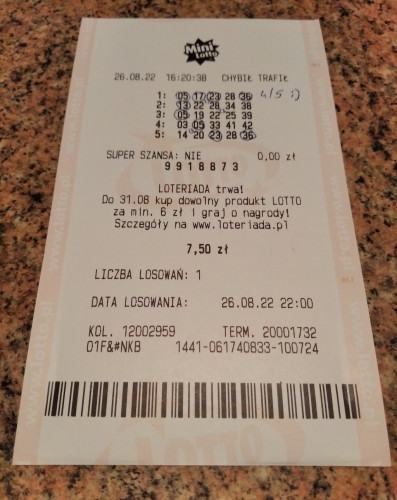 Mini
Lotto
26.08.22 16:20:38 CHYBIŁ TRAFIŁ
1: 05 17 23 28 36 4/5 :)
2: 13 22 28 34 38
3: 05 19 22 25 39
4: 03 05 33 41 42
5: 14 20 23 28 36
SUPER SZANSA: NIE 0,00 zł
9918873
LOTERIADA trwa!
Do 31.08 kup dowolny produkt LOTTO
za min. 6 zł i graj o nagrody!
Szczegóły na www.loteriada.pl
7,50 zł
LICZBA LOSOWAŃ: 1
DATA LOSOWANIA: 26.08.22 22:00
KOL. 12002959 TERM. 20001732
01F&#NKB 1441-061740833-100724
LOTTO